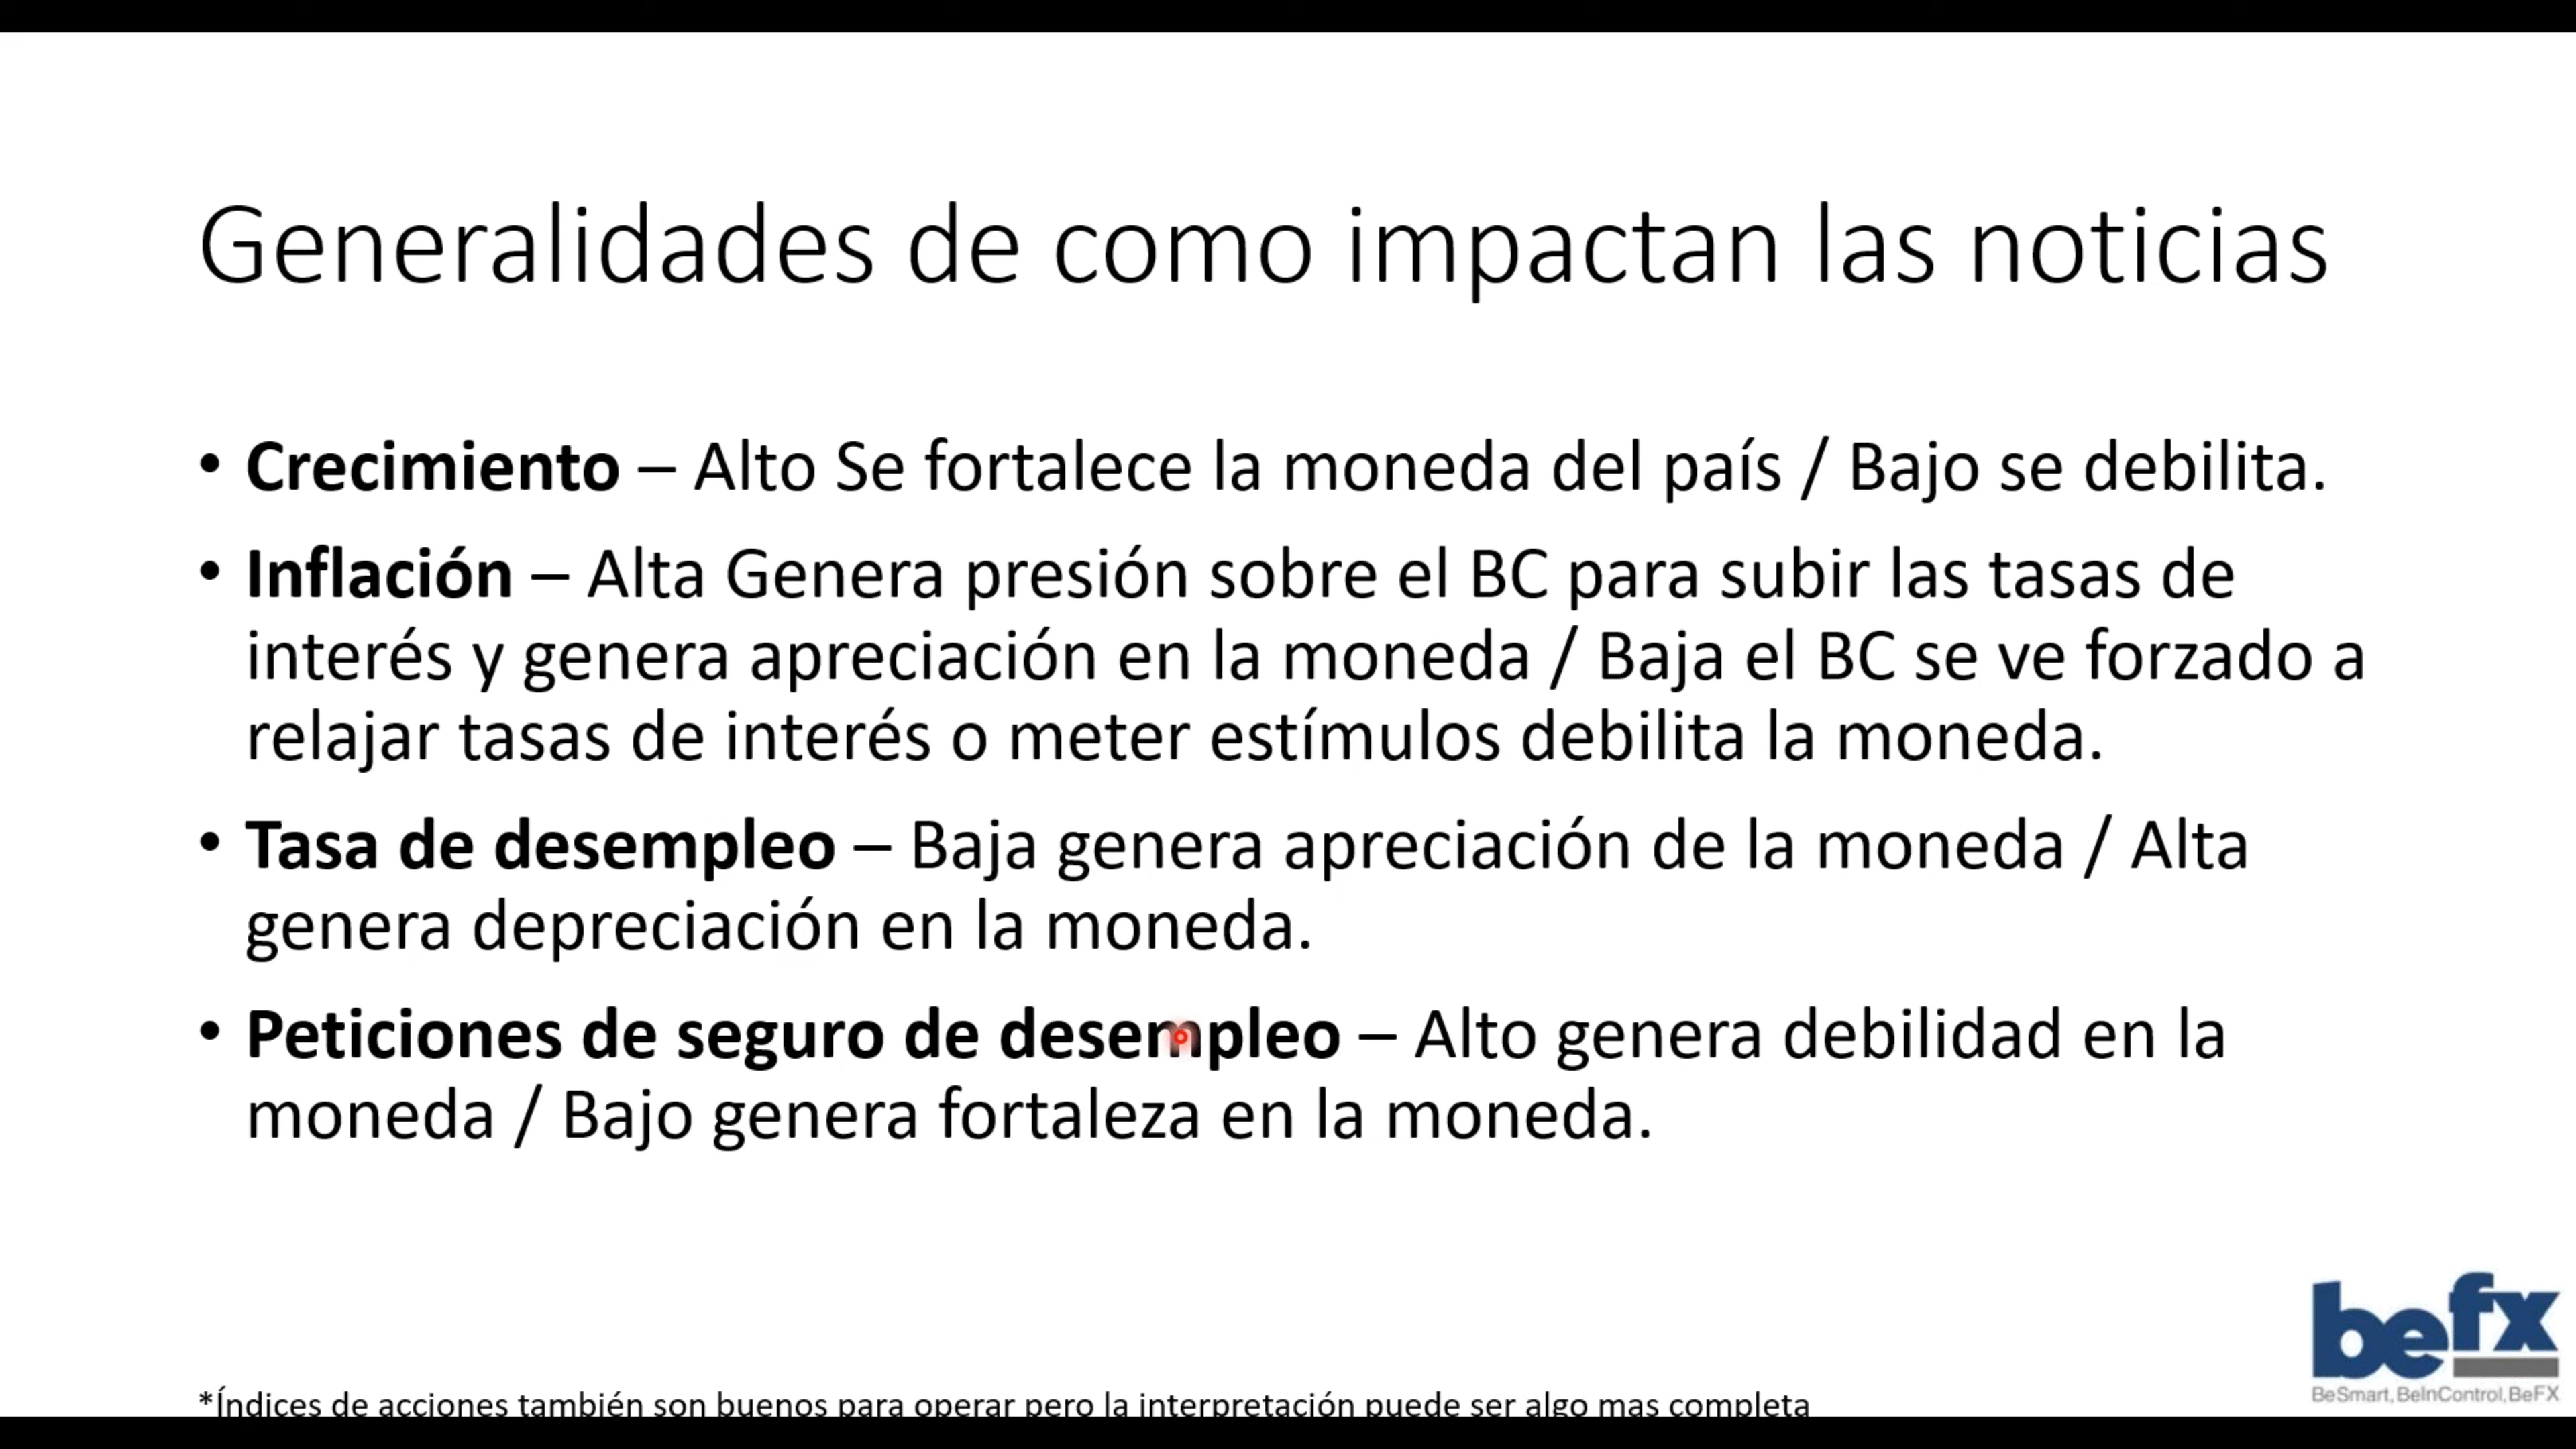 Generalidades de como impactan las noticias
• Crecimiento – Alto Se fortalece la moneda del país / Bajo se debilita.
• Inflación – Alta Genera presión sobre el BC para subir las tasas de
interés y genera apreciación en la moneda / Baja el BC se ve forzado a
relajar tasas de interés o meter estímulos debilita la moneda.
• Tasa de desempleo – Baja genera apreciación de la moneda / Alta
genera depreciación en la moneda.
• Peticiones de seguro de desempleo – Alto genera debilidad en la
moneda / Bajo genera fortaleza en la moneda.
befx
BeSmart, BeInControl, BeFX
*Índices de acciones también son buenos para operar pero la interpretación puede ser algo mas completa